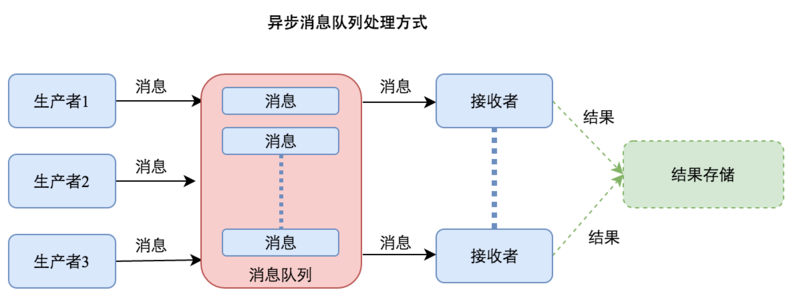 异步消息队列处理方式
生产者1
消息
消息
消息
接收者
结果
消息
生产者2
消息
结果存储
生产者3
消息
消息
消息
接收者
结果
消息队列